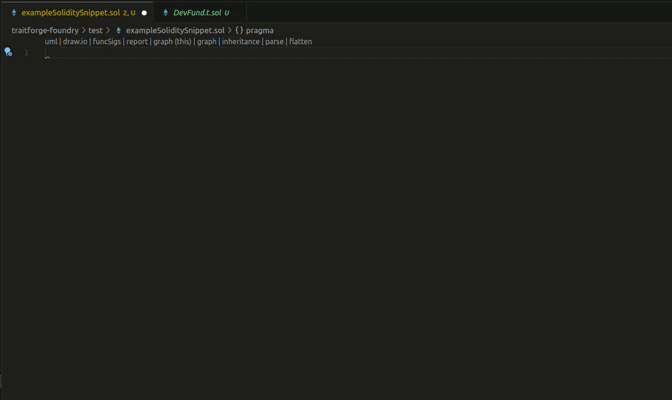 exampleSoliditySnippet.sol 2, U DevFund.t.sol U
traitforge-foundry > test > exampleSoliditySnippet.sol > {} pragma
uml | draw.io | funcSigs | report | graph (this) | graph | inheritance | parse | flatten
1